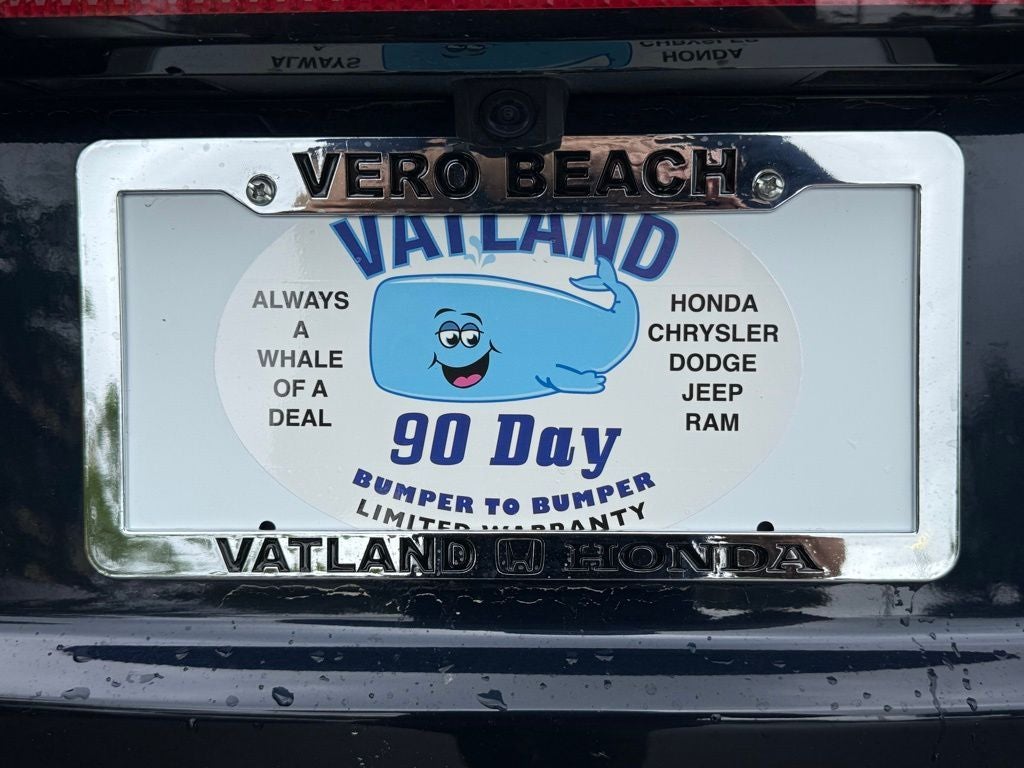 VERO BEACH
VATLAND
ALWAYS
A
WHALE
OF A
DEAL
HONDA
CHRYSLER
DODGE
JEEP
RAM
90 Day
BUMPER TO BUMPER
LIMITED WARRANTY
VATLAND HONDA